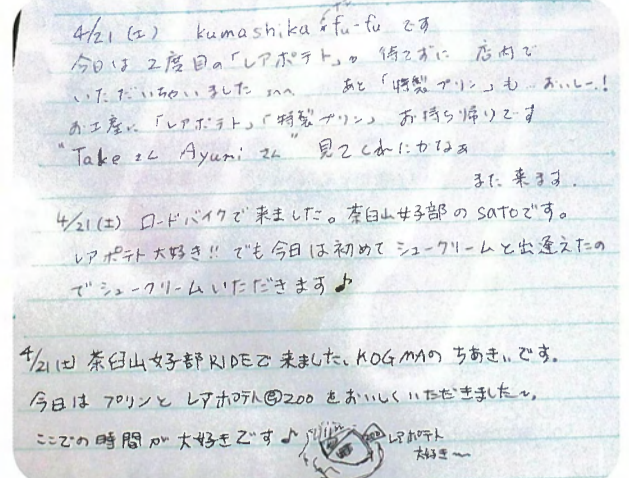 4/21(土) kumashika fu-fu です
今日は2度目の「レアポテト」 待てずに 店内で
いただいちゃいました〜 あと「特製プリン」も…おいしー!
お土産に「レアポテト」「特製プリン」お持ち帰りです
"Take さん Ayumi さん" 見てくれたかなぁ
また来ます.
4/21(土) ロードバイクで来ました。茶臼山女子部のsatoです。
レアポテト大好き!! でも今日は初めてシュークリームと出逢えたの
でシュークリームいただきます♪
4/21(土) 茶臼山女子部RIDEで来ました、KOGMAのちあきぃです。
今日は プリンと レアポテト 200 をおいしくいただきました〜。
ここでの時間が大好きです♪
レアポテト
大好き〜